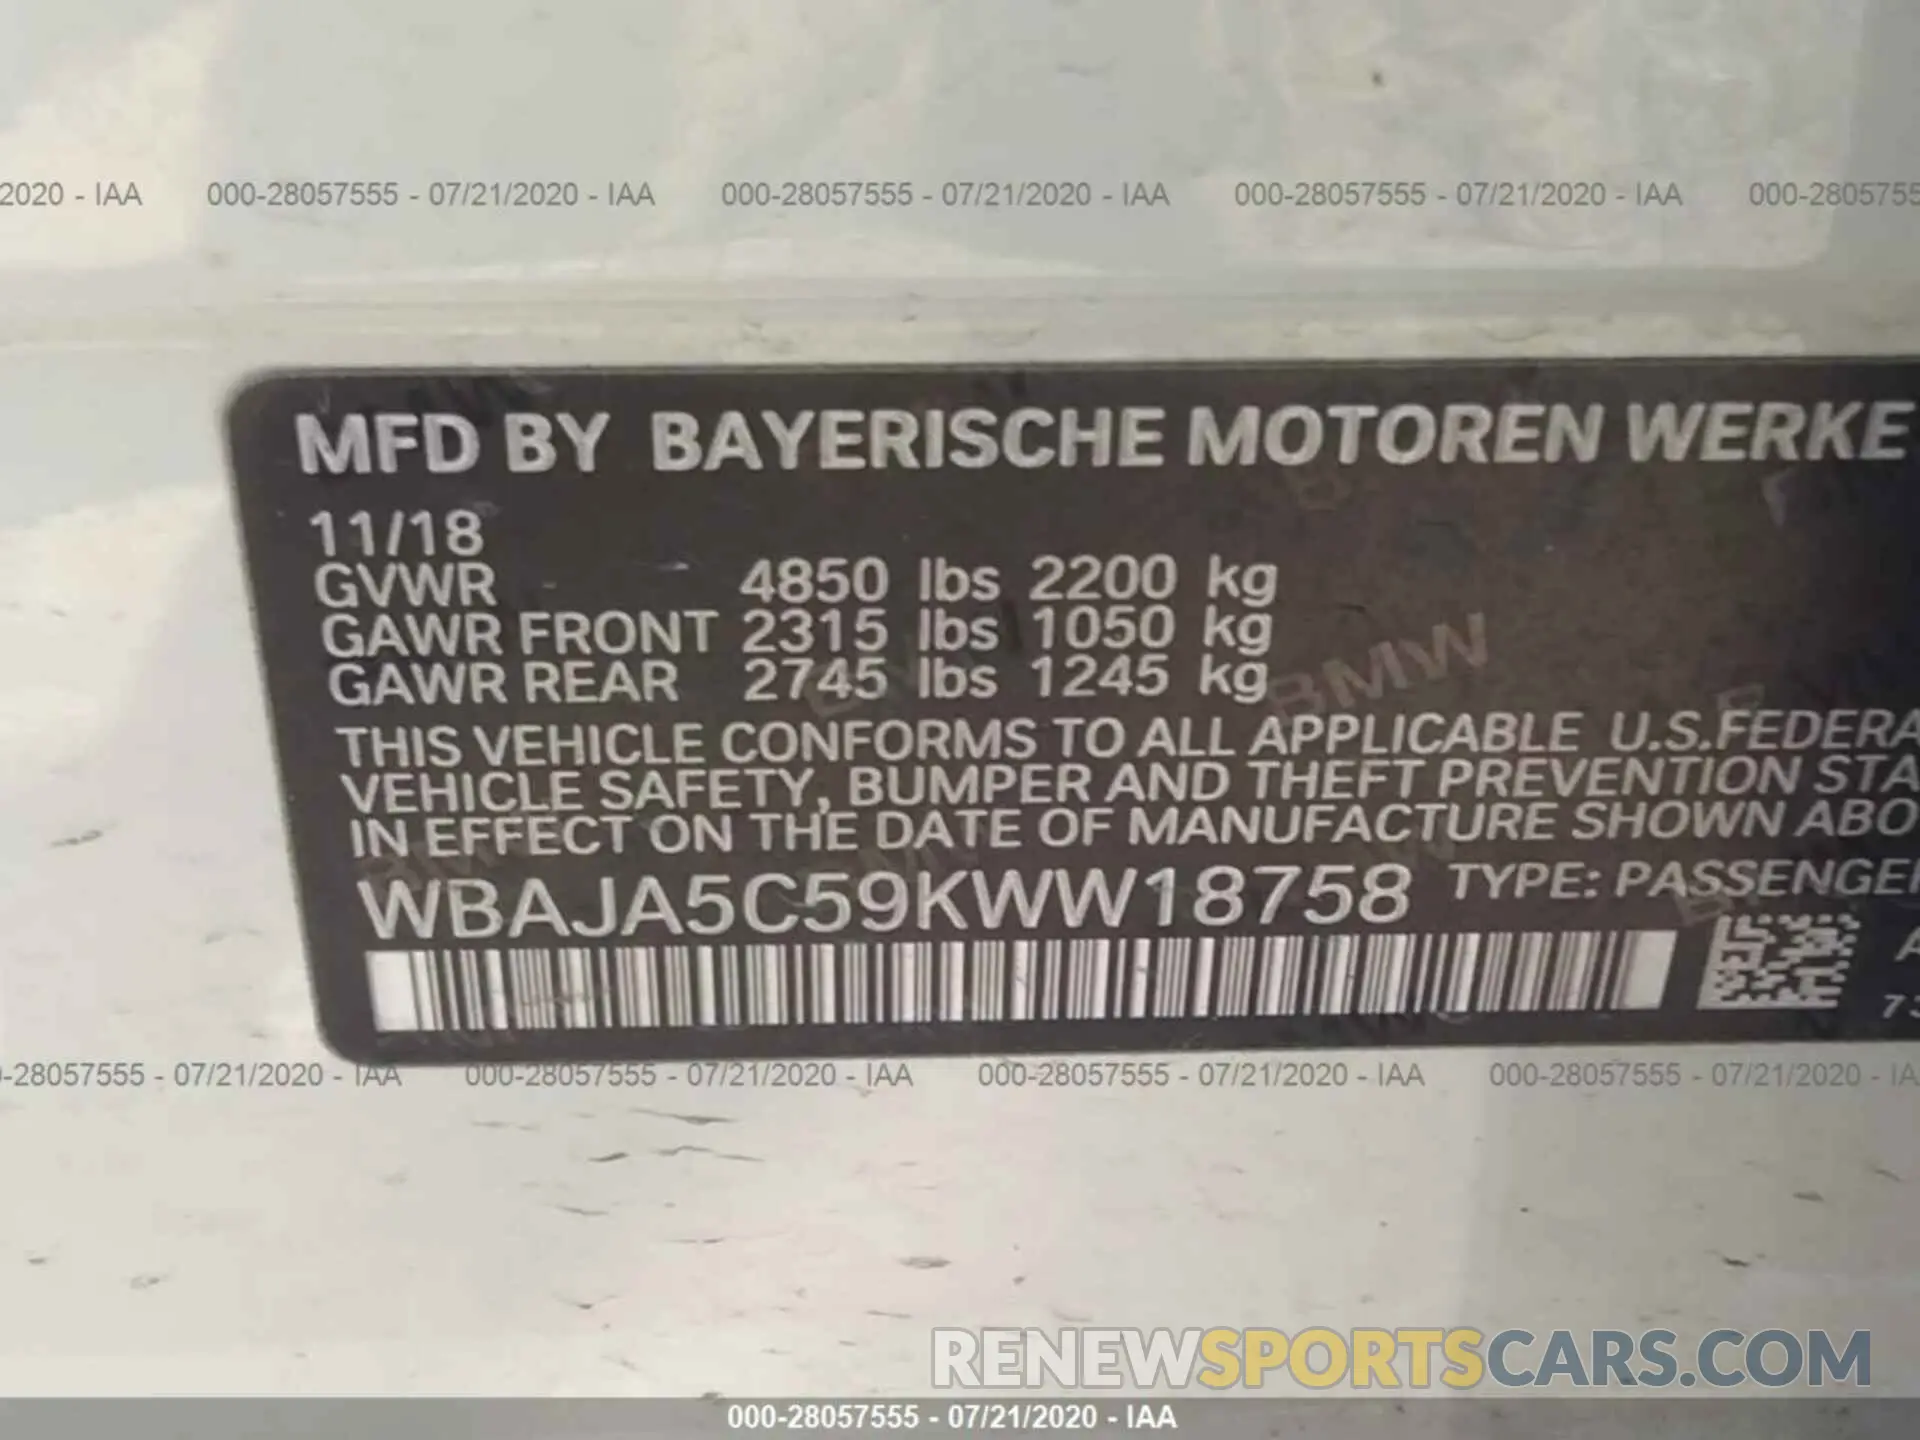 2020 - IAA 000-28057555 - 07/21/2020 - IAA 000-28057555 - 07/21/2020 - IAA 000-28057555 - 07/21/2020 - IAA 000-2805755
MFD BY BAYERISCHE MOTOREN WERKE
11/18
GVWR 4850 lbs 2200 kg
GAWR FRONT 2315 lbs 1050 kg
GAWR REAR 2745 lbs 1245 kg
THIS VEHICLE CONFORMS TO ALL APPLICABLE U.S.FEDERA
VEHICLE SAFETY, BUMPER AND THEFT PREVENTION STA
IN EFFECT ON THE DATE OF MANUFACTURE SHOWN ABO
WBAJA5C59KWW18758 TYPE: PASSENGER
A
73
-28057555 - 07/21/2020 - IAA 000-28057555 - 07/21/2020 - IAA 000-28057555 - 07/21/2020 - IAA 000-28057555 - 07/21/2020 - IA
RENEWSPORTSCARS.COM
000-28057555 - 07/21/2020 - IAA